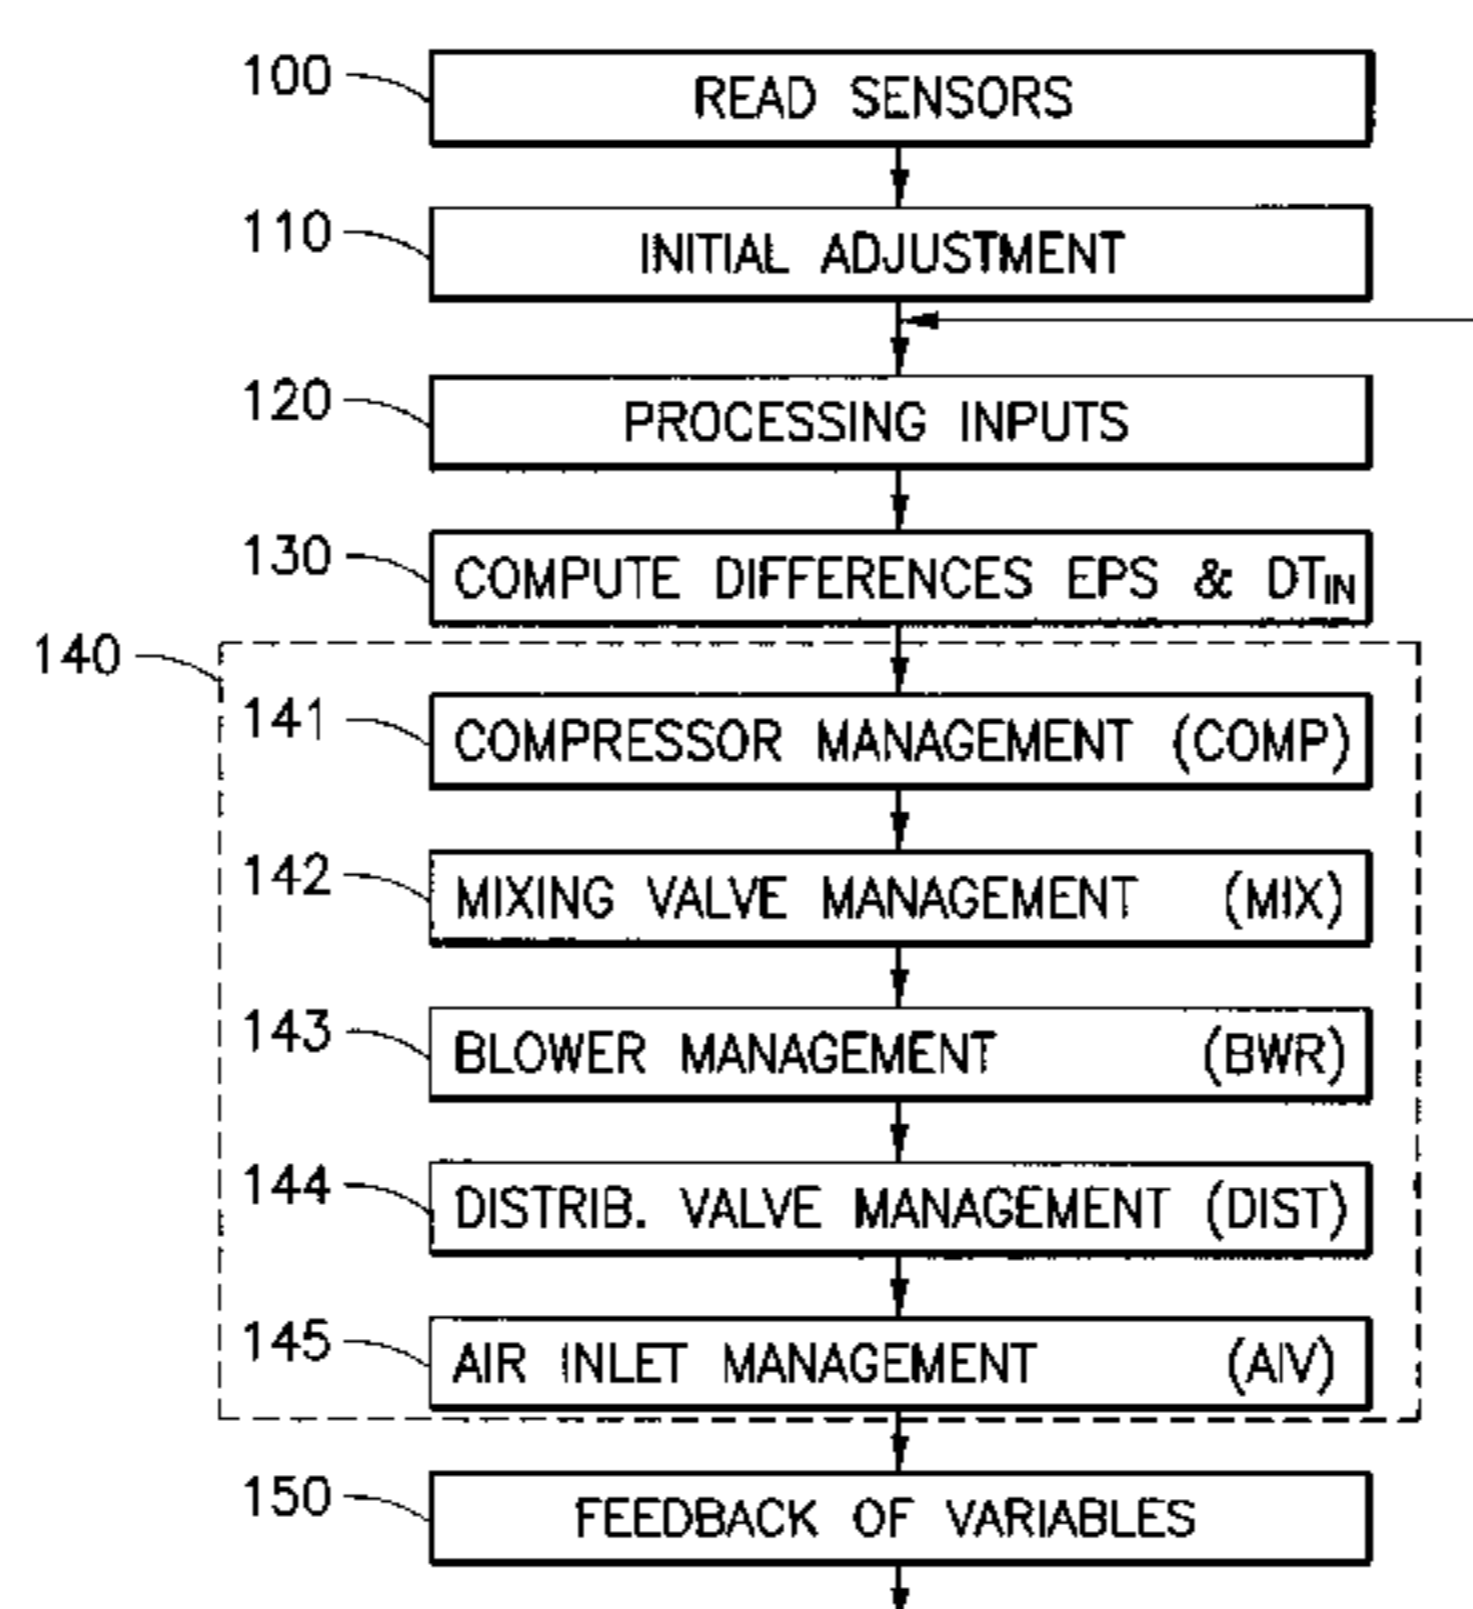 100 READ SENSORS
110 INITIAL ADJUSTMENT
120 PROCESSING INPUTS
130 COMPUTE DIFFERENCES EPS & DTIN
140
141 COMPRESSOR MANAGEMENT (COMP)
142 MIXING VALVE MANAGEMENT (MIX)
143 BLOWER MANAGEMENT (BWR)
144 DISTRIB. VALVE MANAGEMENT (DIST)
145 AIR INLET MANAGEMENT (AIV)
150 FEEDBACK OF VARIABLES